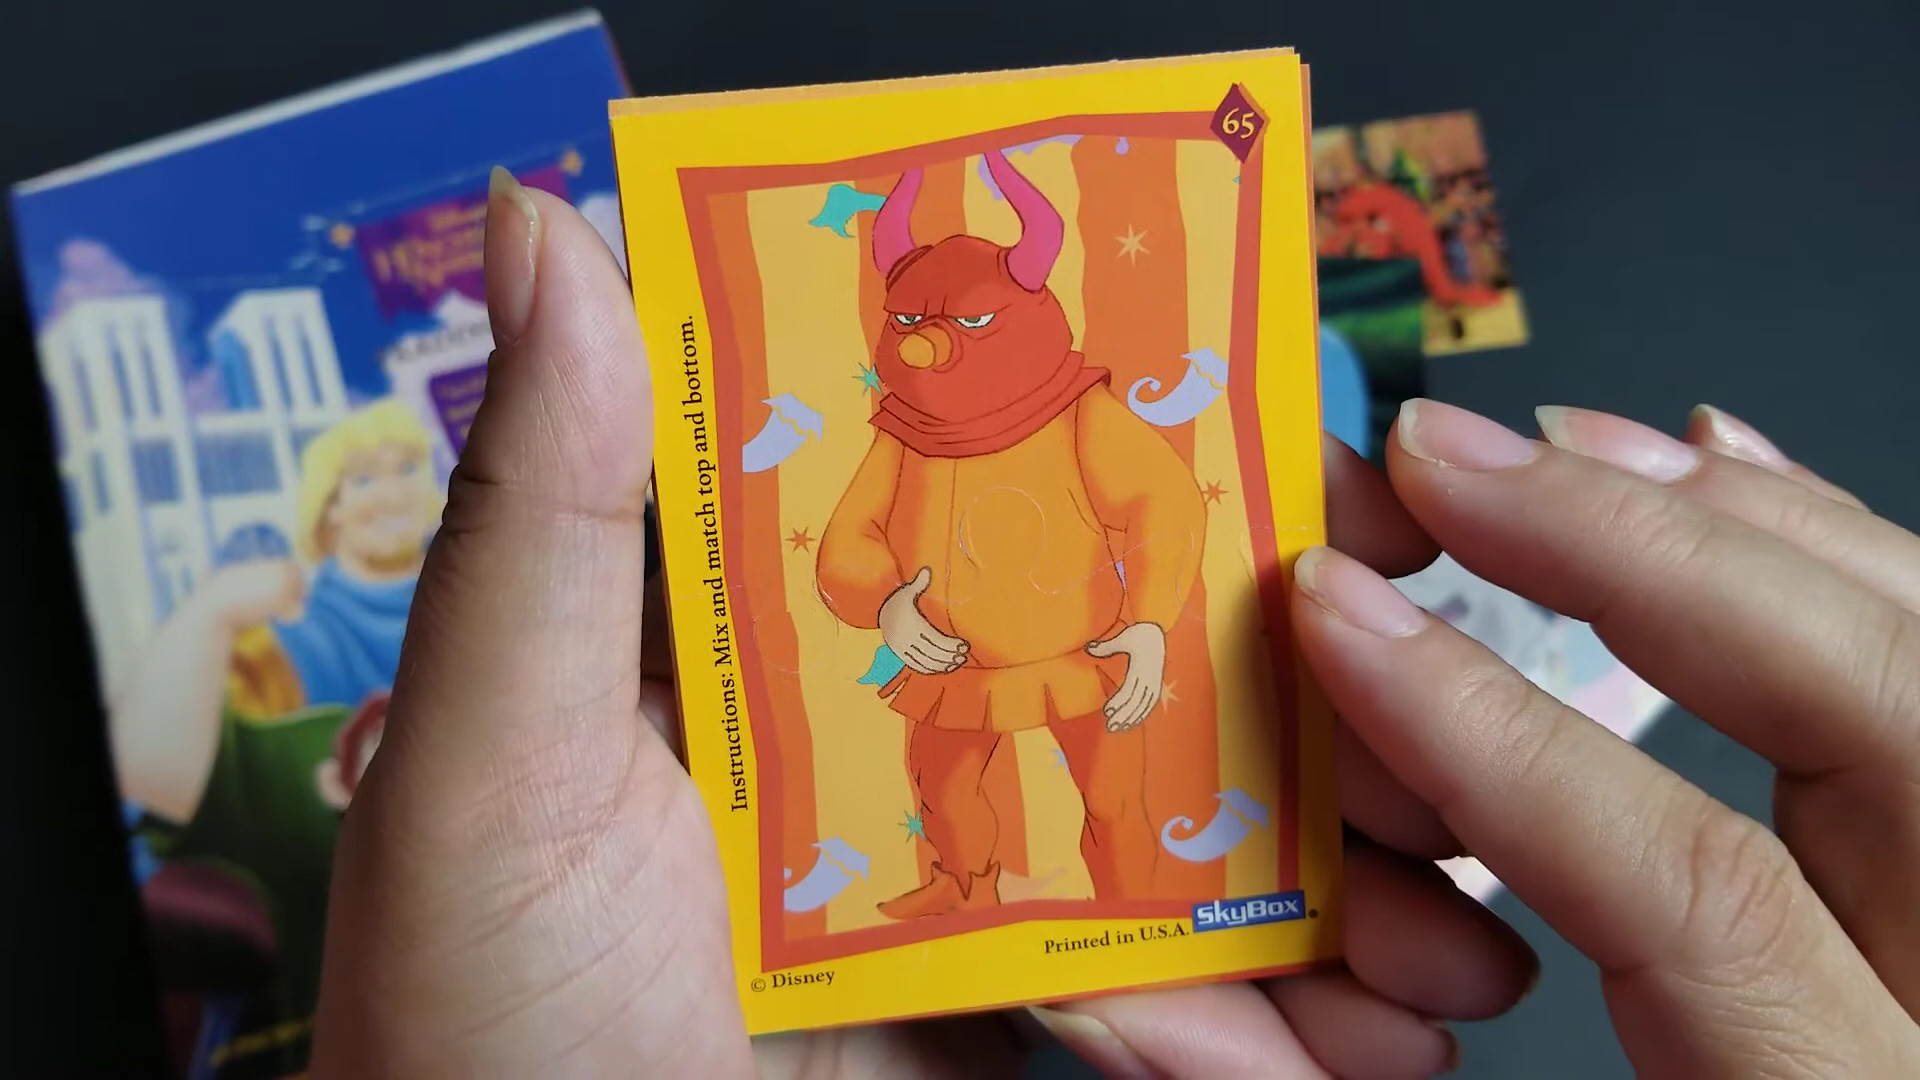 65
Instructions: Mix and match top and bottom.
SkyBox
Printed in U.S.A.
© Disney